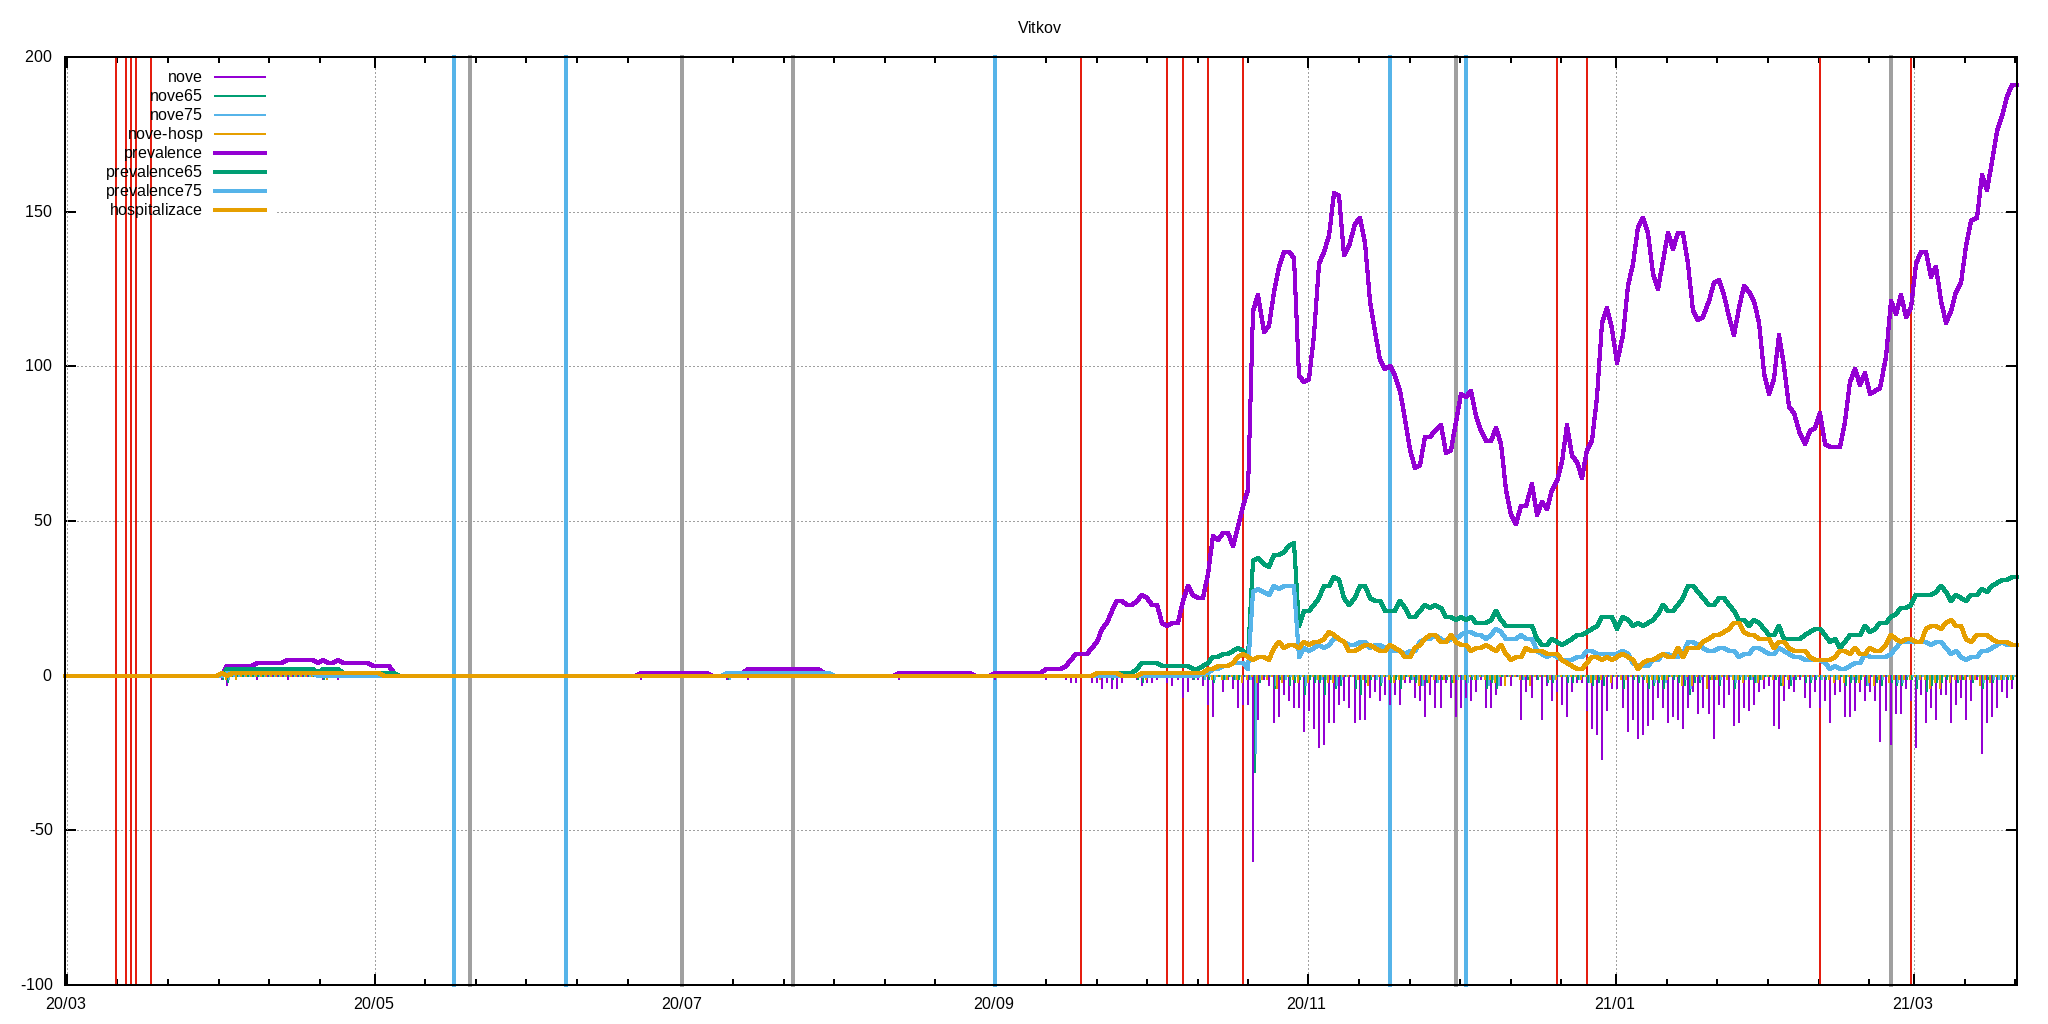 Vitkov
200
150
100
50
0
-50
-100
nove
nove65
nove75
nove-hosp
prevalence
prevalence65
prevalence75
hospitalizace
20/03
20/05
20/07
20/09
20/11
21/01
21/03